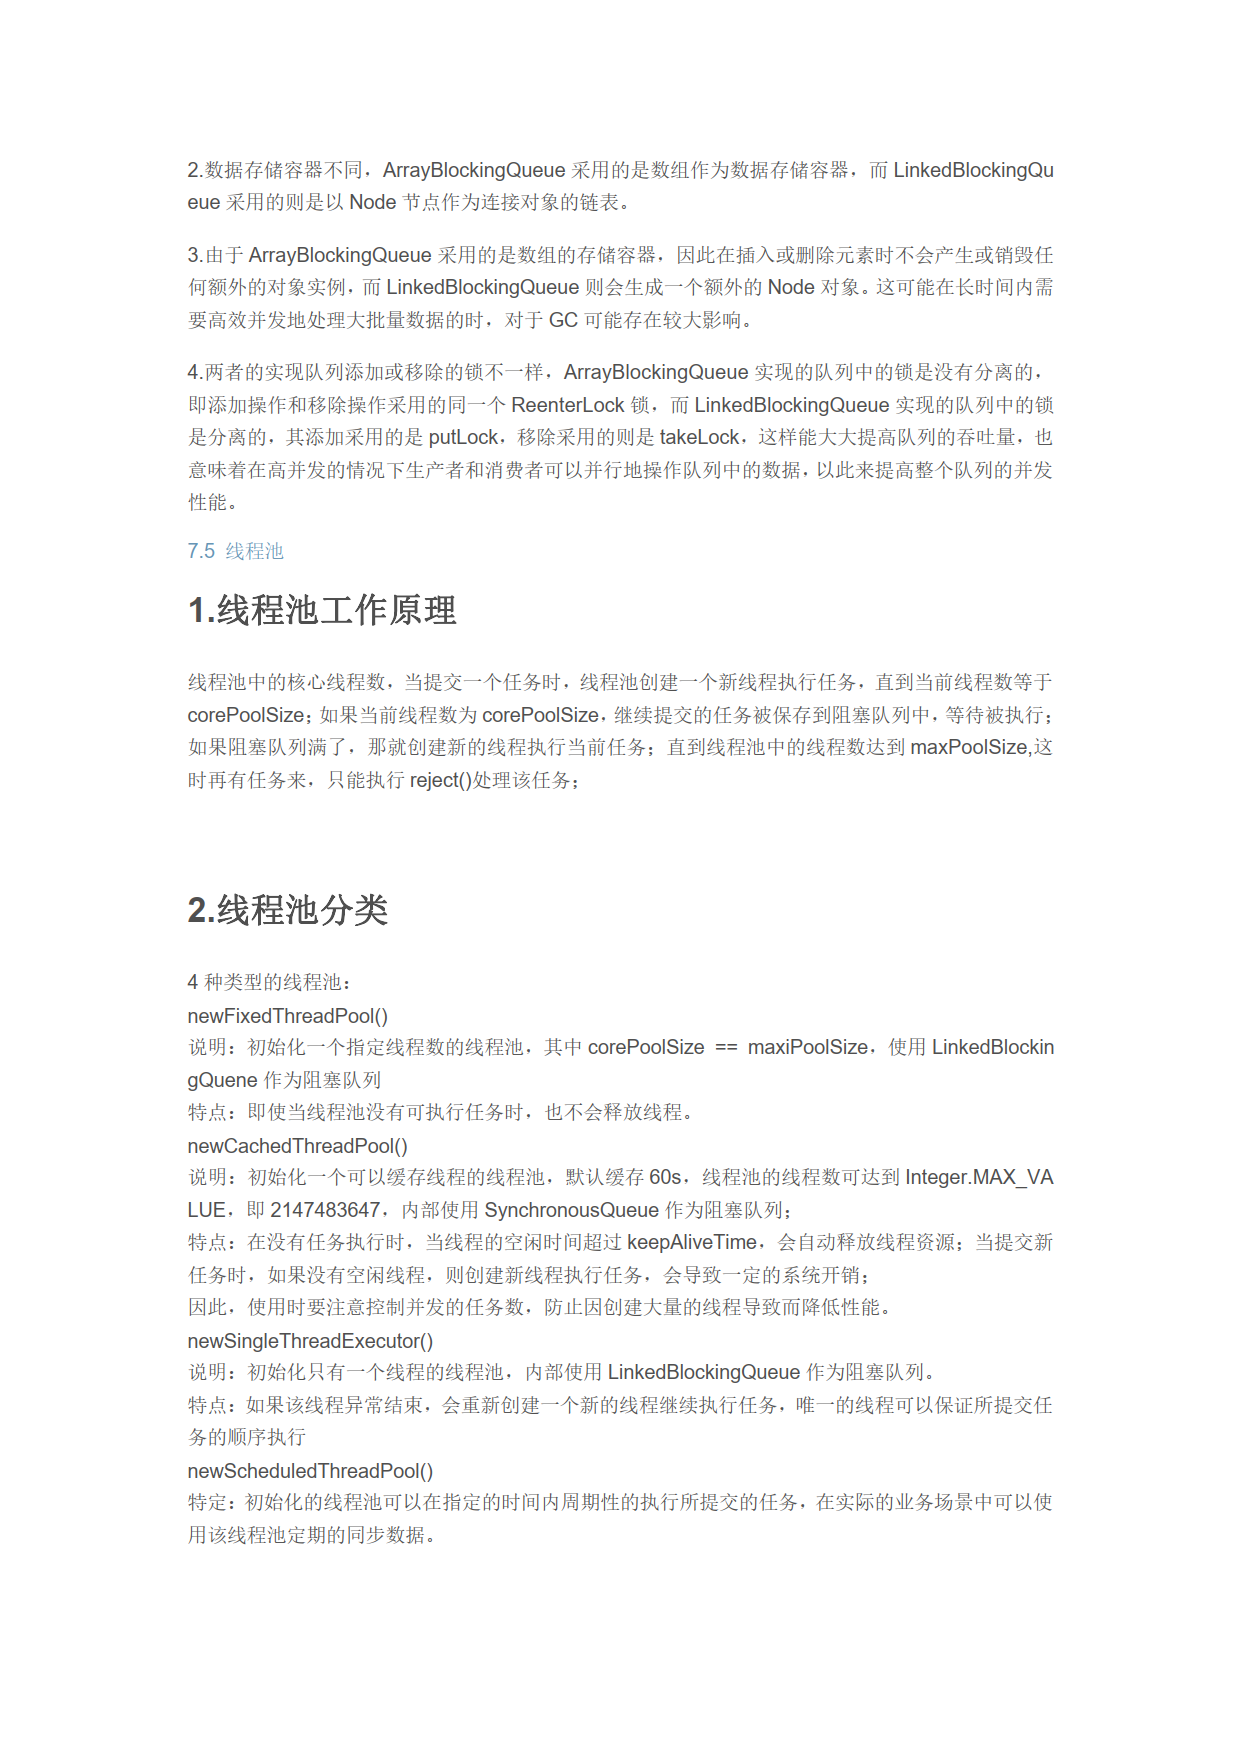 2.数据存储容器不同，ArrayBlockingQueue 采用的是数组作为数据存储容器，而 LinkedBlockingQu
eue 采用的则是以 Node 节点作为连接对象的链表。
3.由于 ArrayBlockingQueue 采用的是数组的存储容器，因此在插入或删除元素时不会产生或销毁任
何额外的对象实例，而 LinkedBlockingQueue 则会生成一个额外的 Node 对象。这可能在长时间内需
要高效并发地处理大批量数据的时，对于 GC 可能存在较大影响。
4.两者的实现队列添加或移除的锁不一样，ArrayBlockingQueue 实现的队列中的锁是没有分离的，
即添加操作和移除操作采用的同一个 ReenterLock 锁，而 LinkedBlockingQueue 实现的队列中的锁
是分离的，其添加采用的是 putLock，移除采用的则是 takeLock，这样能大大提高队列的吞吐量，也
意味着在高并发的情况下生产者和消费者可以并行地操作队列中的数据，以此来提高整个队列的并发
性能。
7.5 线程池
1.线程池工作原理
线程池中的核心线程数，当提交一个任务时，线程池创建一个新线程执行任务，直到当前线程数等于
corePoolSize；如果当前线程数为 corePoolSize，继续提交的任务被保存到阻塞队列中，等待被执行；
如果阻塞队列满了，那就创建新的线程执行当前任务；直到线程池中的线程数达到 maxPoolSize,这
时再有任务来，只能执行 reject()处理该任务；
2.线程池分类
4 种类型的线程池：
newFixedThreadPool()
说明：初始化一个指定线程数的线程池，其中 corePoolSize == maxiPoolSize，使用 LinkedBlockin
gQuene 作为阻塞队列
特点：即使当线程池没有可执行任务时，也不会释放线程。
newCachedThreadPool()
说明：初始化一个可以缓存线程的线程池，默认缓存 60s，线程池的线程数可达到 Integer.MAX_VA
LUE，即 2147483647，内部使用 SynchronousQueue 作为阻塞队列；
特点：在没有任务执行时，当线程的空闲时间超过 keepAliveTime，会自动释放线程资源；当提交新
任务时，如果没有空闲线程，则创建新线程执行任务，会导致一定的系统开销；
因此，使用时要注意控制并发的任务数，防止因创建大量的线程导致而降低性能。
newSingleThreadExecutor()
说明：初始化只有一个线程的线程池，内部使用 LinkedBlockingQueue 作为阻塞队列。
特点：如果该线程异常结束，会重新创建一个新的线程继续执行任务，唯一的线程可以保证所提交任
务的顺序执行
newScheduledThreadPool()
特定：初始化的线程池可以在指定的时间内周期性的执行所提交的任务，在实际的业务场景中可以使
用该线程池定期的同步数据。